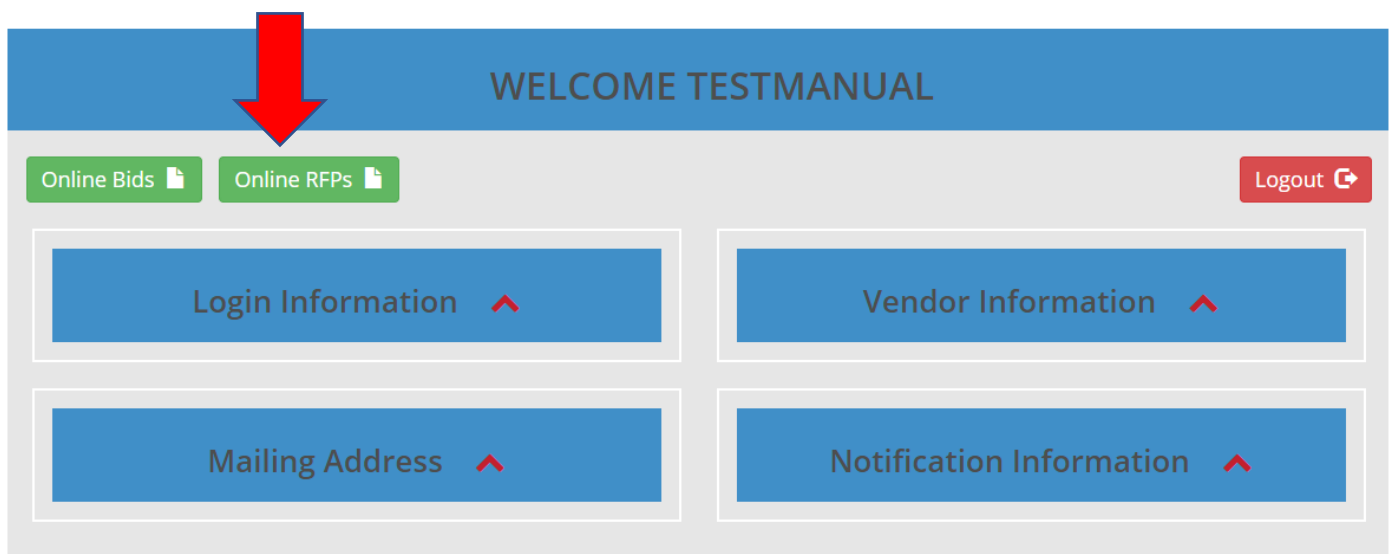 WELCOME TESTMANUAL
Online Bids
Online RFPs
Logout
Login Information
Vendor Information
Mailing Address
Notification Information